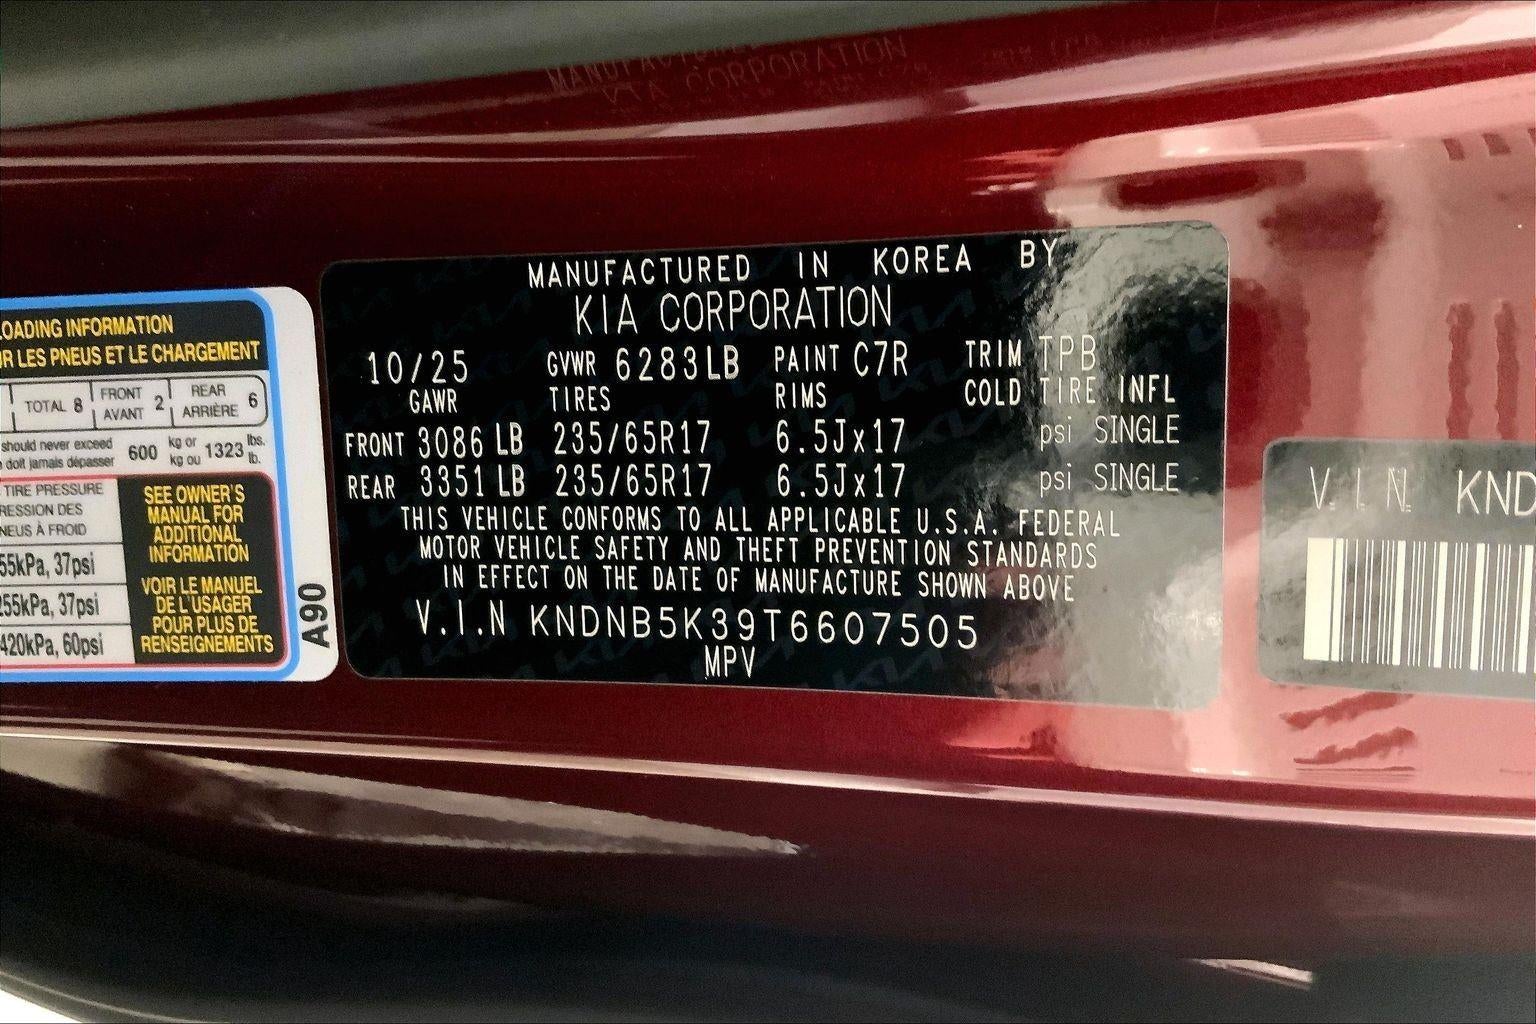 LOADING INFORMATION
LES PNEUS ET LE CHARGEMENT
TOTAL 8 FRONT AVANT 2 REAR ARRIÈRE 6
should never exceed 600 kg or 1323 lbs.
doit jamais dépasser kg ou lb.
TIRE PRESSURE
DES
À FROID
55kPa, 37psi
255kPa, 37psi
420kPa, 60psi
SEE OWNER'S
MANUAL FOR
ADDITIONAL
INFORMATION
VOIR LE MANUEL
DE L'USAGER
POUR PLUS DE
RENSEIGNEMENTS
A90
MANUFACTURED IN KOREA BY
KIA CORPORATION
10/25 GVWR 6283LB PAINT C7R TRIM TPB
GAWR TIRES RIMS COLD TIRE INFL
FRONT 3086 LB 235/65R17 6.5Jx17 psi SINGLE
REAR 3351 LB 235/65R17 6.5Jx17 psi SINGLE
THIS VEHICLE CONFORMS TO ALL APPLICABLE U.S.A. FEDERAL
MOTOR VEHICLE SAFETY AND THEFT PREVENTION STANDARDS
IN EFFECT ON THE DATE OF MANUFACTURE SHOWN ABOVE
V.I.N KNDNB5K39T6607505
MPV
V.I.N. KND